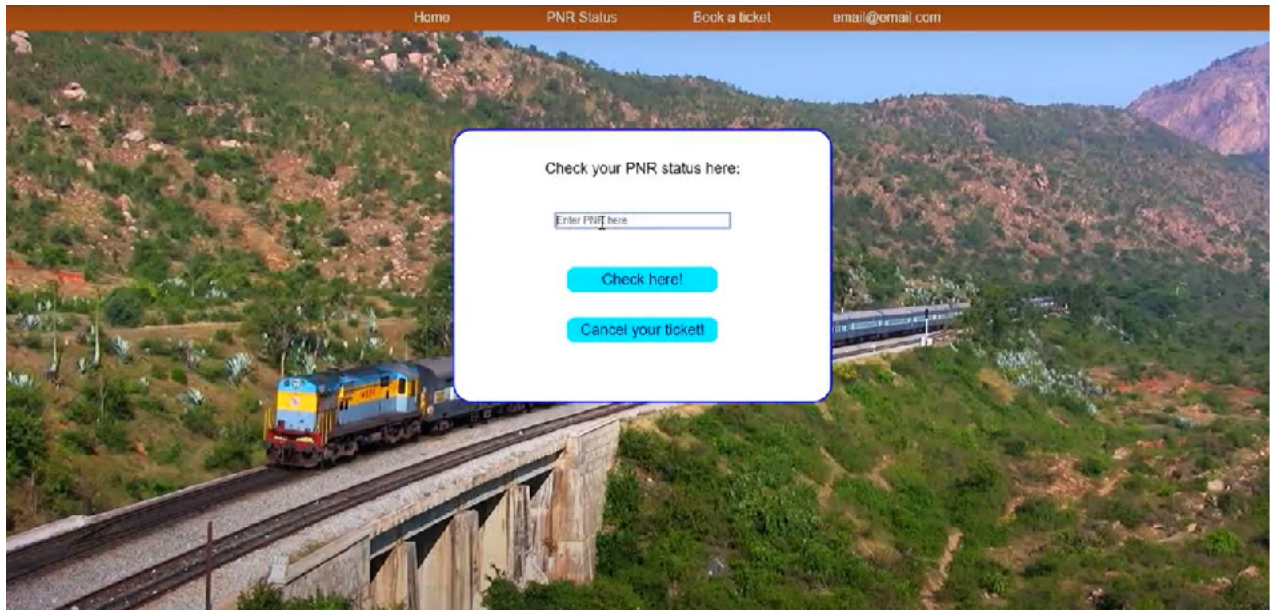 Home PNR Status Book a ticket email@email.com
Check your PNR status here:
Enter PNR here
Check here!
Cancel your ticket!